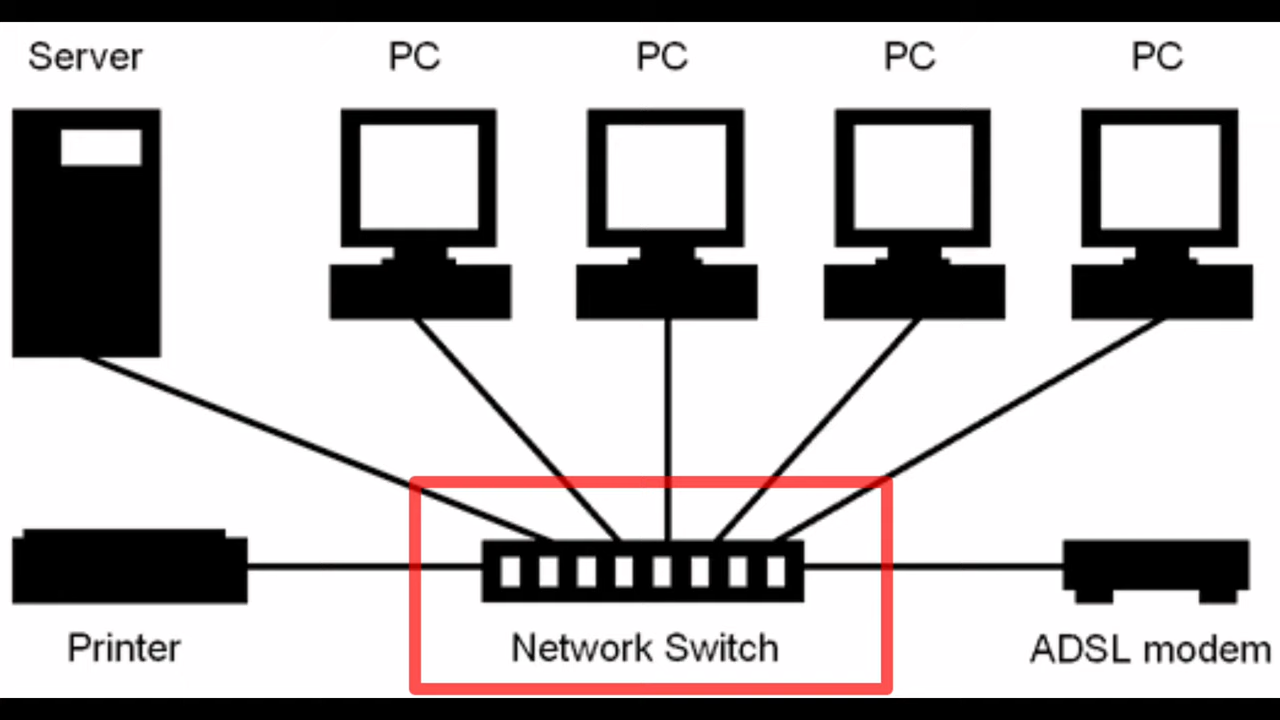 Server
PC
PC
PC
PC
Printer
Network Switch
ADSL modem